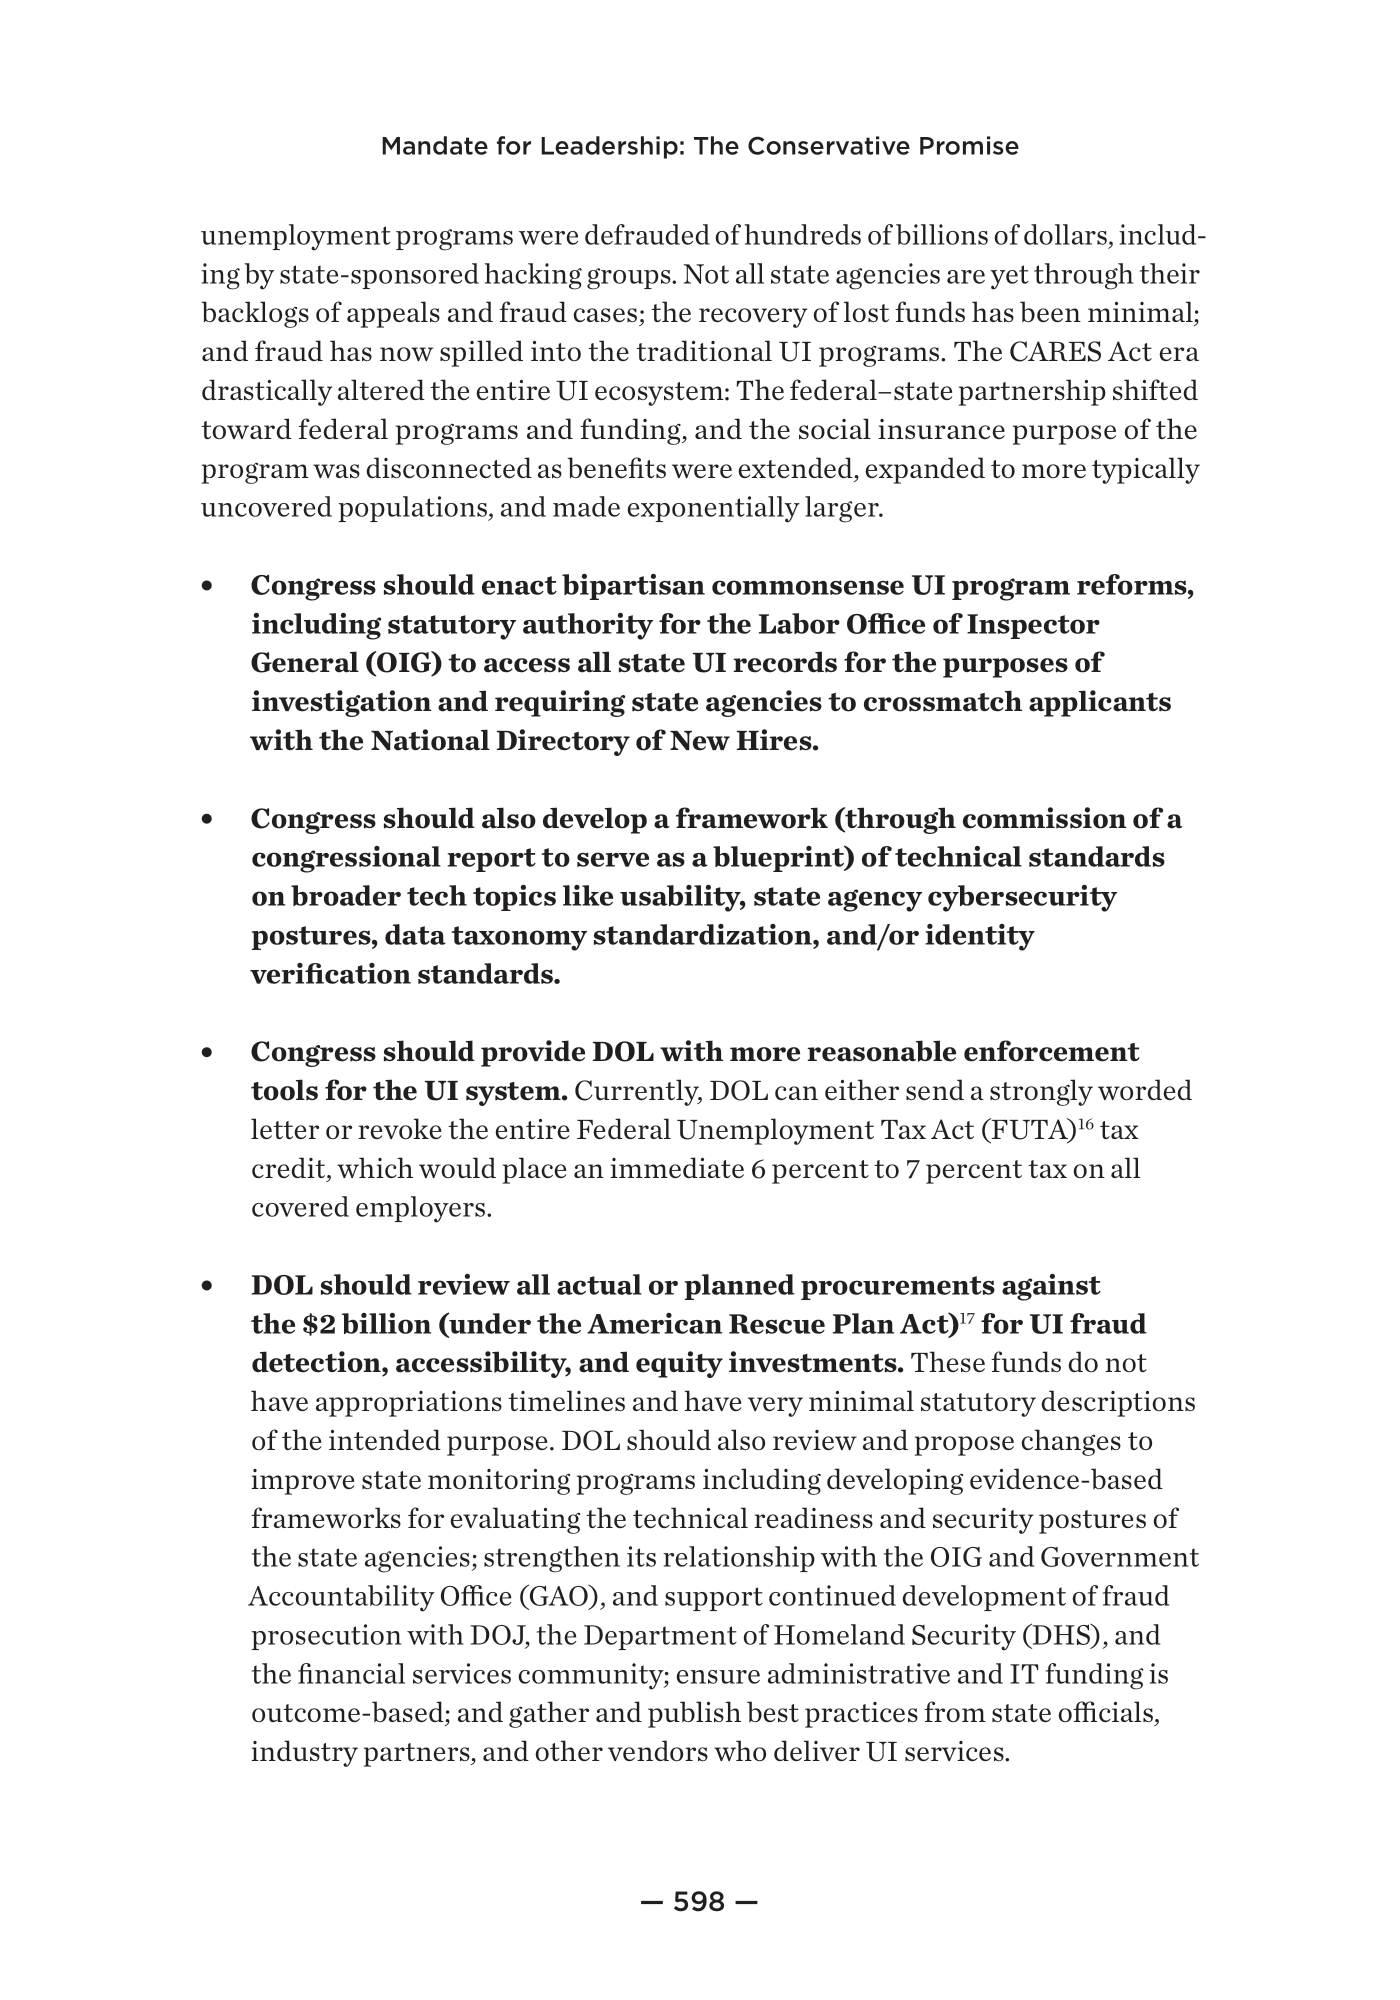 Mandate for Leadership: The Conservative Promise
unemployment programs were defrauded of hundreds of billions of dollars, includ-
ing by state-sponsored hacking groups. Not all state agencies are yet through their
backlogs of appeals and fraud cases; the recovery of lost funds has been minimal;
and fraud has now spilled into the traditional UI programs. The CARES Act era
drastically altered the entire UI ecosystem: The federal–state partnership shifted
toward federal programs and funding, and the social insurance purpose of the
program was disconnected as benefits were extended, expanded to more typically
uncovered populations, and made exponentially larger.
• Congress should enact bipartisan commonsense UI program reforms,
including statutory authority for the Labor Office of Inspector
General (OIG) to access all state UI records for the purposes of
investigation and requiring state agencies to crossmatch applicants
with the National Directory of New Hires.
• Congress should also develop a framework (through commission of a
congressional report to serve as a blueprint) of technical standards
on broader tech topics like usability, state agency cybersecurity
postures, data taxonomy standardization, and/or identity
verification standards.
• Congress should provide DOL with more reasonable enforcement
tools for the UI system. Currently, DOL can either send a strongly worded
letter or revoke the entire Federal Unemployment Tax Act (FUTA)16 tax
credit, which would place an immediate 6 percent to 7 percent tax on all
covered employers.
• DOL should review all actual or planned procurements against
the $2 billion (under the American Rescue Plan Act)17 for UI fraud
detection, accessibility, and equity investments. These funds do not
have appropriations timelines and have very minimal statutory descriptions
of the intended purpose. DOL should also review and propose changes to
improve state monitoring programs including developing evidence-based
frameworks for evaluating the technical readiness and security postures of
the state agencies; strengthen its relationship with the OIG and Government
Accountability Office (GAO), and support continued development of fraud
prosecution with DOJ, the Department of Homeland Security (DHS), and
the financial services community; ensure administrative and IT funding is
outcome-based; and gather and publish best practices from state officials,
industry partners, and other vendors who deliver UI services.
— 598 —